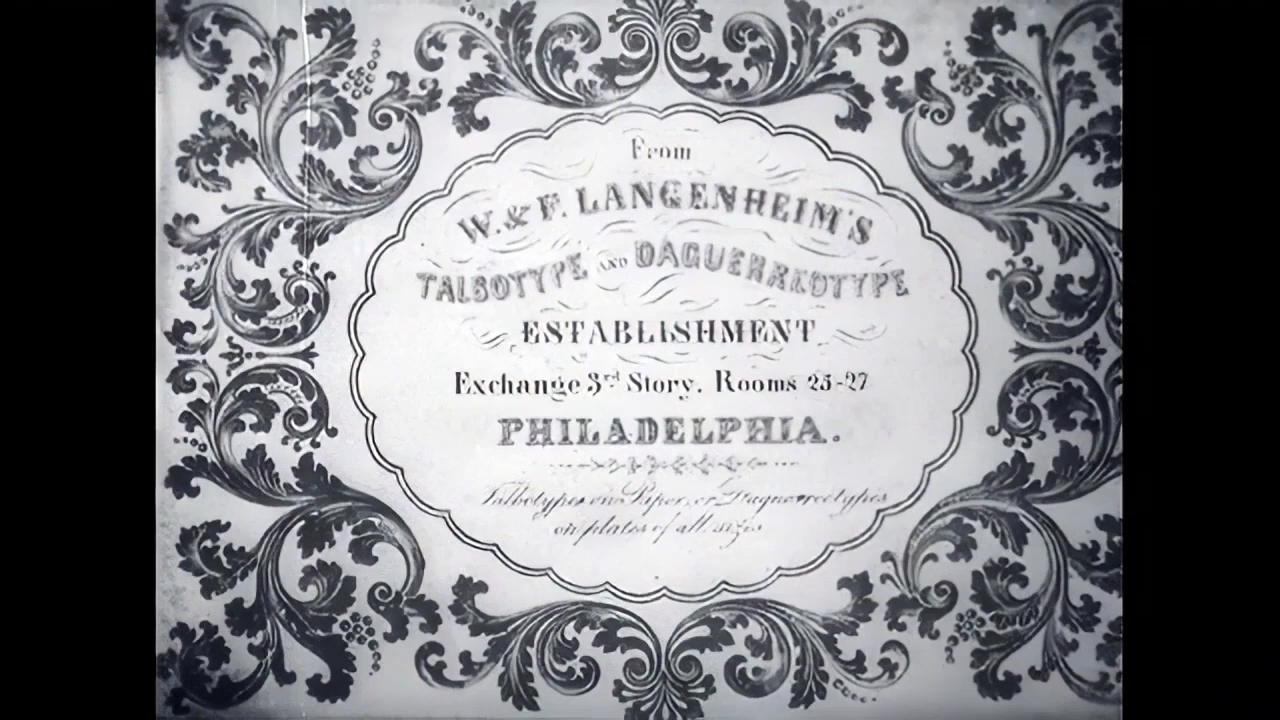 From
W. & F. LANGENHEIM'S
TALBOTYPE AND DAGUERREOTYPE
ESTABLISHMENT
Exchange 3rd Story. Rooms 25-27
PHILADELPHIA.
Talbotypes on Paper, or Daguerreotypes
on plates of all sizes